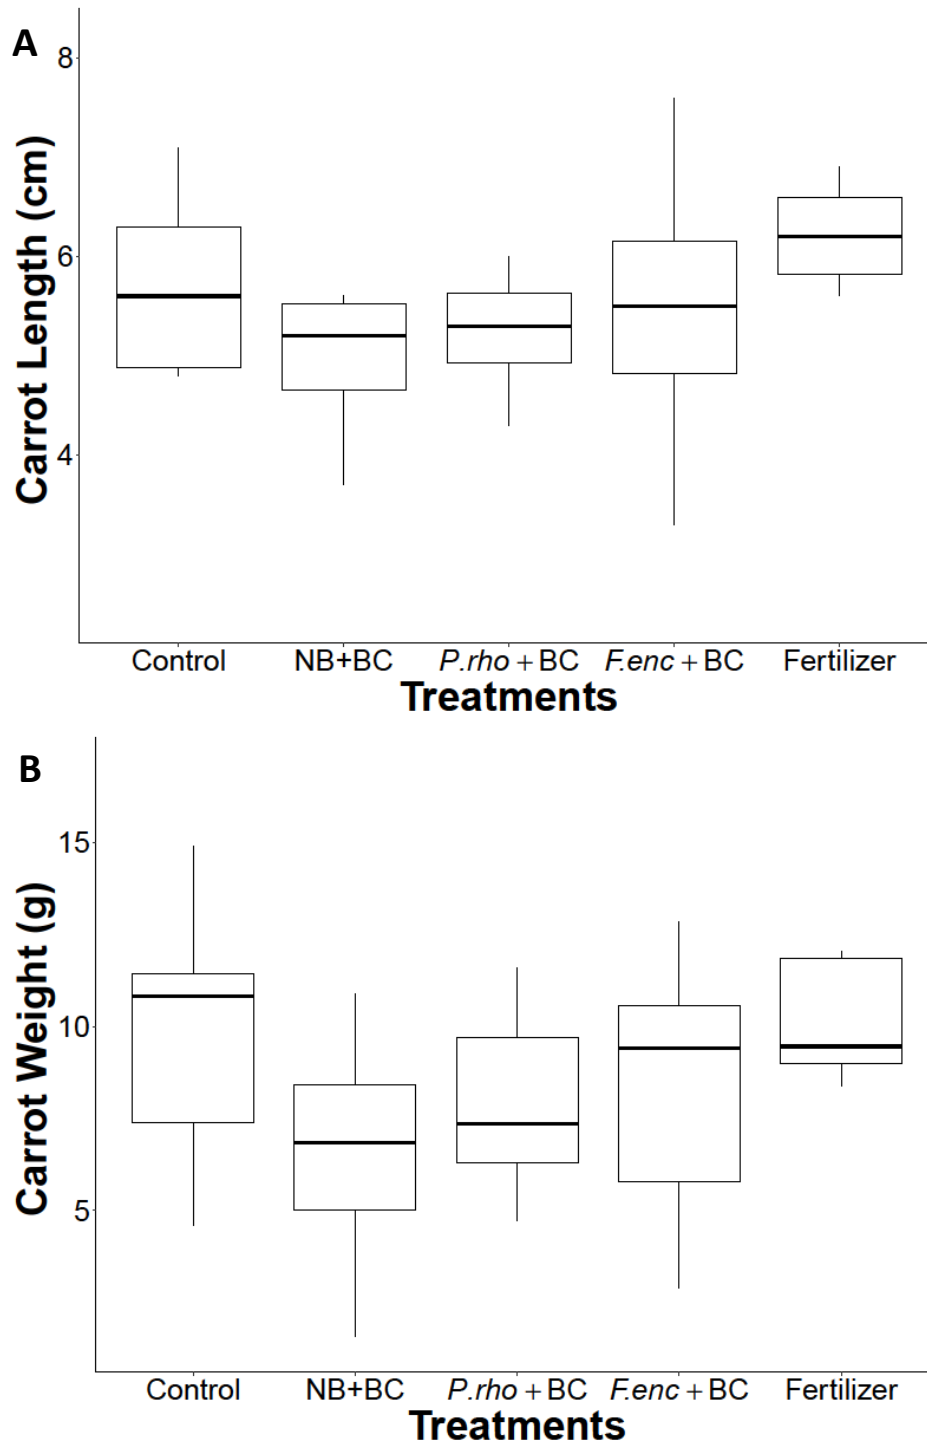 A
8
6
4
Carrot Length (cm)
Control NB+BC P.rho + BC F.enc + BC Fertilizer
Treatments
B
15
10
5
Carrot Weight (g)
Control NB+BC P.rho + BC F.enc + BC Fertilizer
Treatments